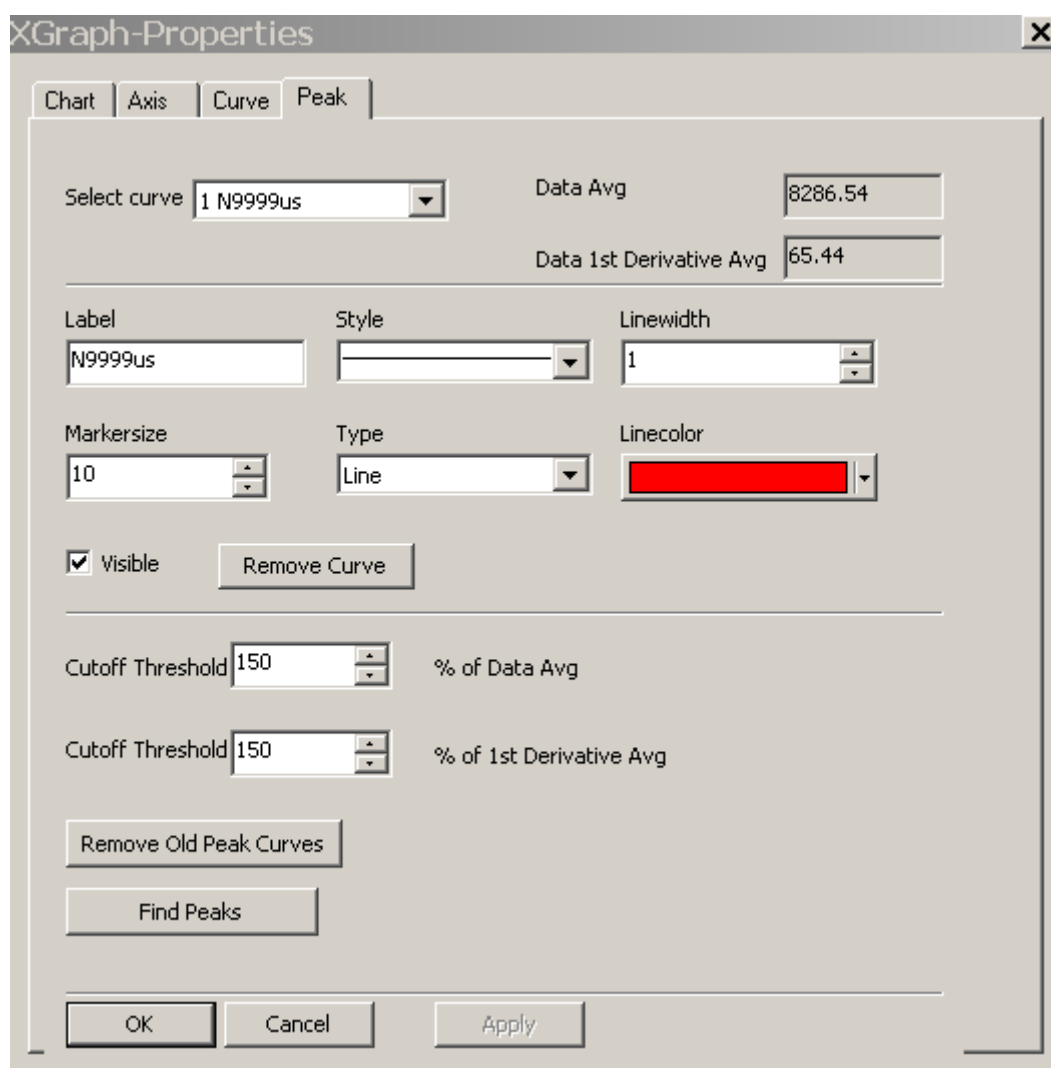 XGraph-Properties
Chart Axis Curve Peak
Select curve 1 N9999us Data Avg 8286.54
Data 1st Derivative Avg 65.44
Label Style Linewidth
N9999us 1
Markersize Type Linecolor
10 Line
Visible Remove Curve
Cutoff Threshold 150 % of Data Avg
Cutoff Threshold 150 % of 1st Derivative Avg
Remove Old Peak Curves
Find Peaks
OK Cancel Apply